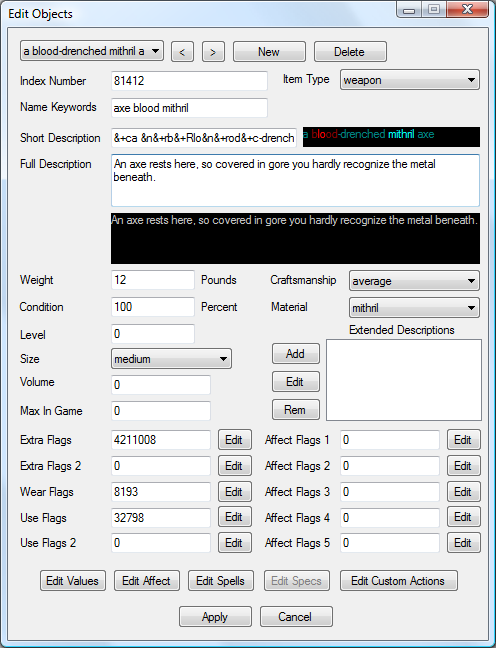 Edit Objects
a blood-drenched mithril a < > New Delete
Index Number 81412 Item Type weapon
Name Keywords axe blood mithril
Short Description &+ca &n&+rb&+Rlo&n&+rod&+c-drench a blood-drenched mithril axe
Full Description An axe rests here, so covered in gore you hardly recognize the metal
beneath.
An axe rests here, so covered in gore you hardly recognize the metal beneath.
Weight 12 Pounds Craftsmanship average
Condition 100 Percent Material mithril
Level 0 Extended Descriptions
Size medium Add
Volume 0 Edit
Max In Game 0 Rem
Extra Flags 4211008 Edit Affect Flags 1 0 Edit
Extra Flags 2 0 Edit Affect Flags 2 0 Edit
Wear Flags 8193 Edit Affect Flags 3 0 Edit
Use Flags 32798 Edit Affect Flags 4 0 Edit
Use Flags 2 0 Edit Affect Flags 5 0 Edit
Edit Values Edit Affect Edit Spells Edit Specs Edit Custom Actions
Apply Cancel